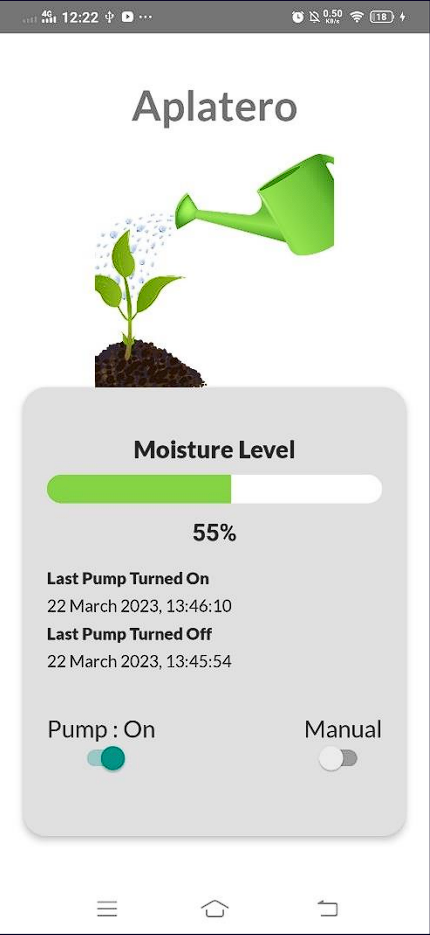 4G 12:22 0.50 KB/s 18
Aplatero
Moisture Level
55%
Last Pump Turned On
22 March 2023, 13:46:10
Last Pump Turned Off
22 March 2023, 13:45:54
Pump : On Manual